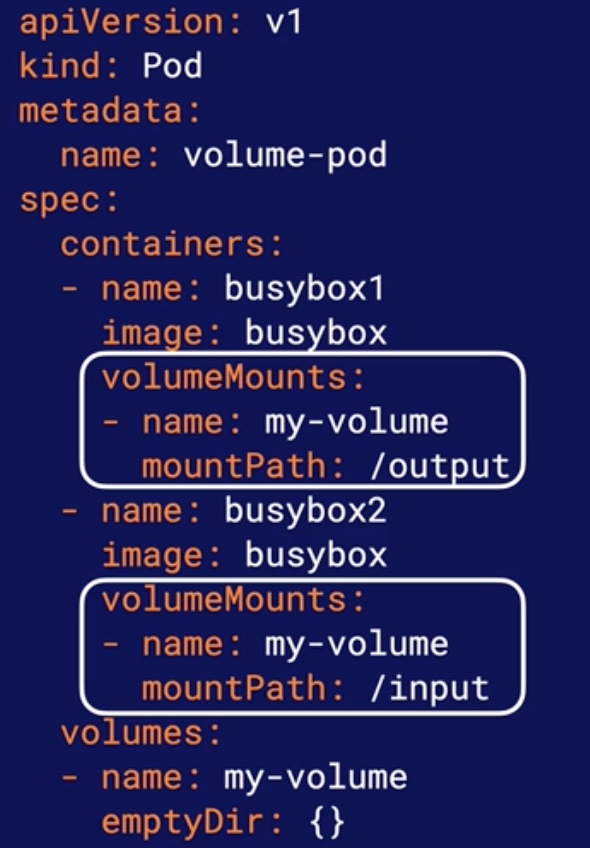 apiVersion: v1
kind: Pod
metadata:
  name: volume-pod
spec:
  containers:
  - name: busybox1
    image: busybox
    volumeMounts:
    - name: my-volume
      mountPath: /output
  - name: busybox2
    image: busybox
    volumeMounts:
    - name: my-volume
      mountPath: /input
  volumes:
  - name: my-volume
    emptyDir: {}